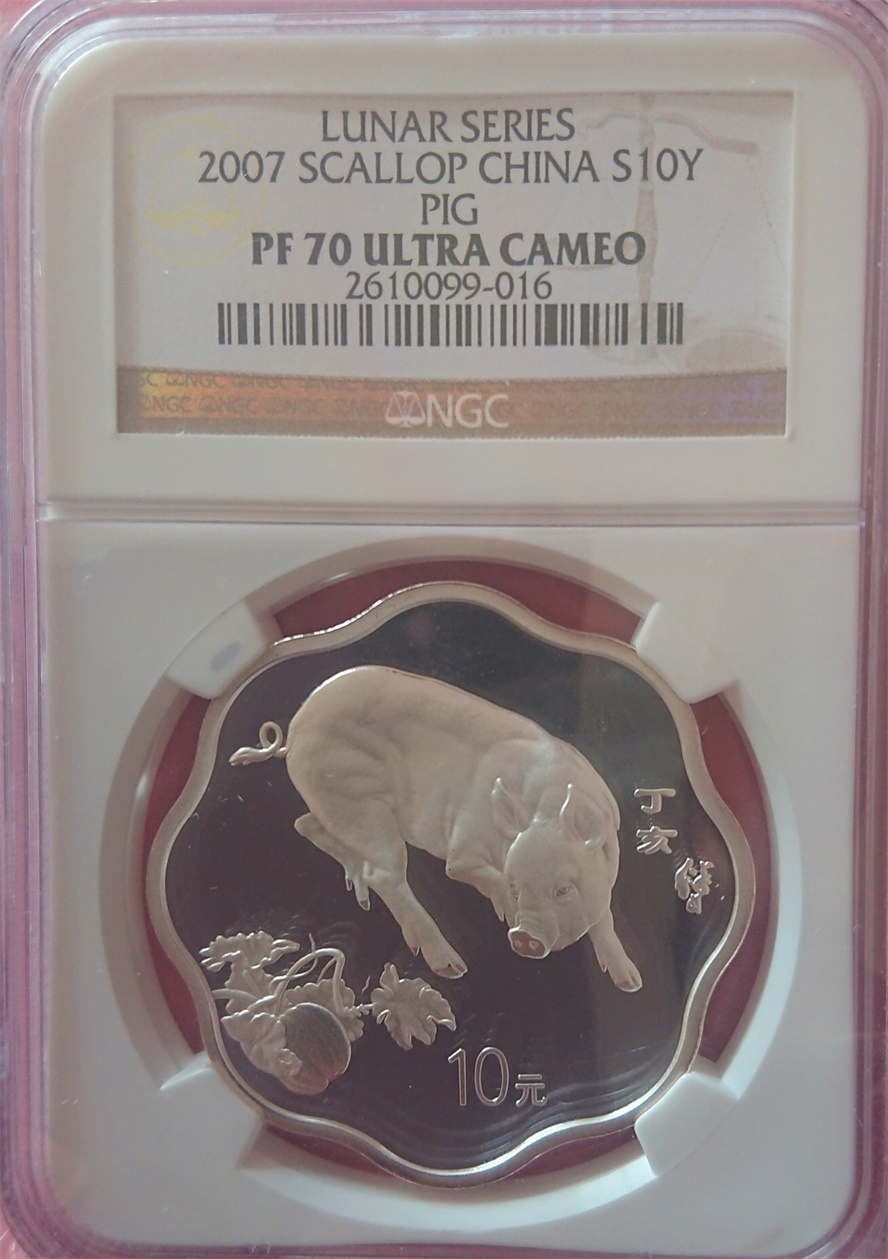 LUNAR SERIES
2007 SCALLOP CHINA S10Y
PIG
PF 70 ULTRA CAMEO
2610099-016
NGC
丁亥
10元